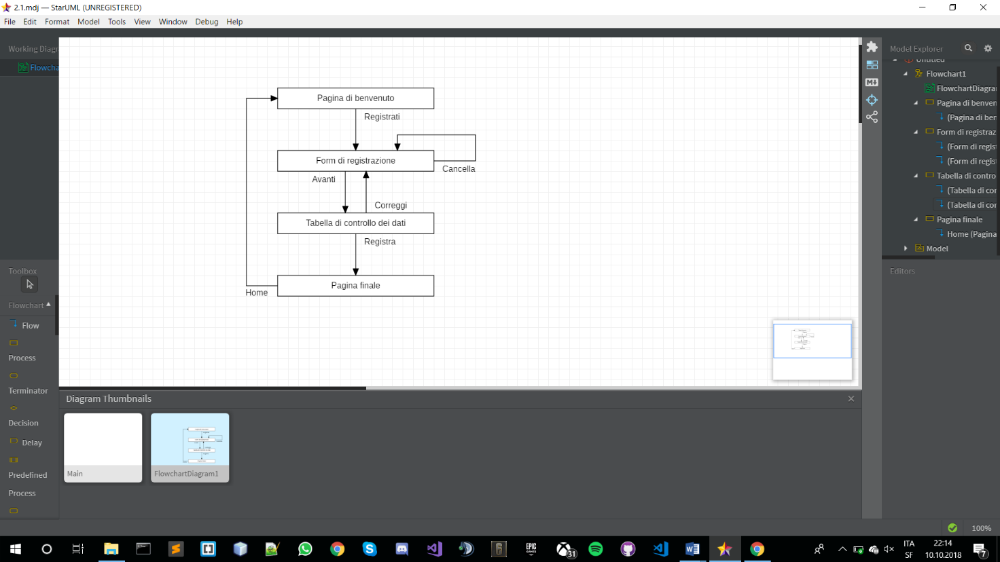 2.1.mdj — StarUML (UNREGISTERED)
File Edit Format Model Tools View Window Debug Help
Working Diagr
Flowcha
Pagina di benvenuto
Registrati
Form di registrazione
Cancella
Avanti
Correggi
Tabella di controllo dei dati
Registra
Pagina finale
Home
Toolbox
Flowchart
Flow
Process
Terminator
Decision
Delay
Predefined
Process
Model Explorer
Untitled
Flowchart1
FlowchartDiagra
Pagina di benven
(Pagina di ben
Form di registraz
(Form di regis
(Form di regis
Tabella di contro
(Tabella di cor
(Tabella di cor
Pagina finale
Home (Pagina
Model
Editors
M
Diagram Thumbnails
Main
FlowchartDiagram1
100%
EPIC
GAMES
31
ITA
SF
22:14
10.10.2018
7